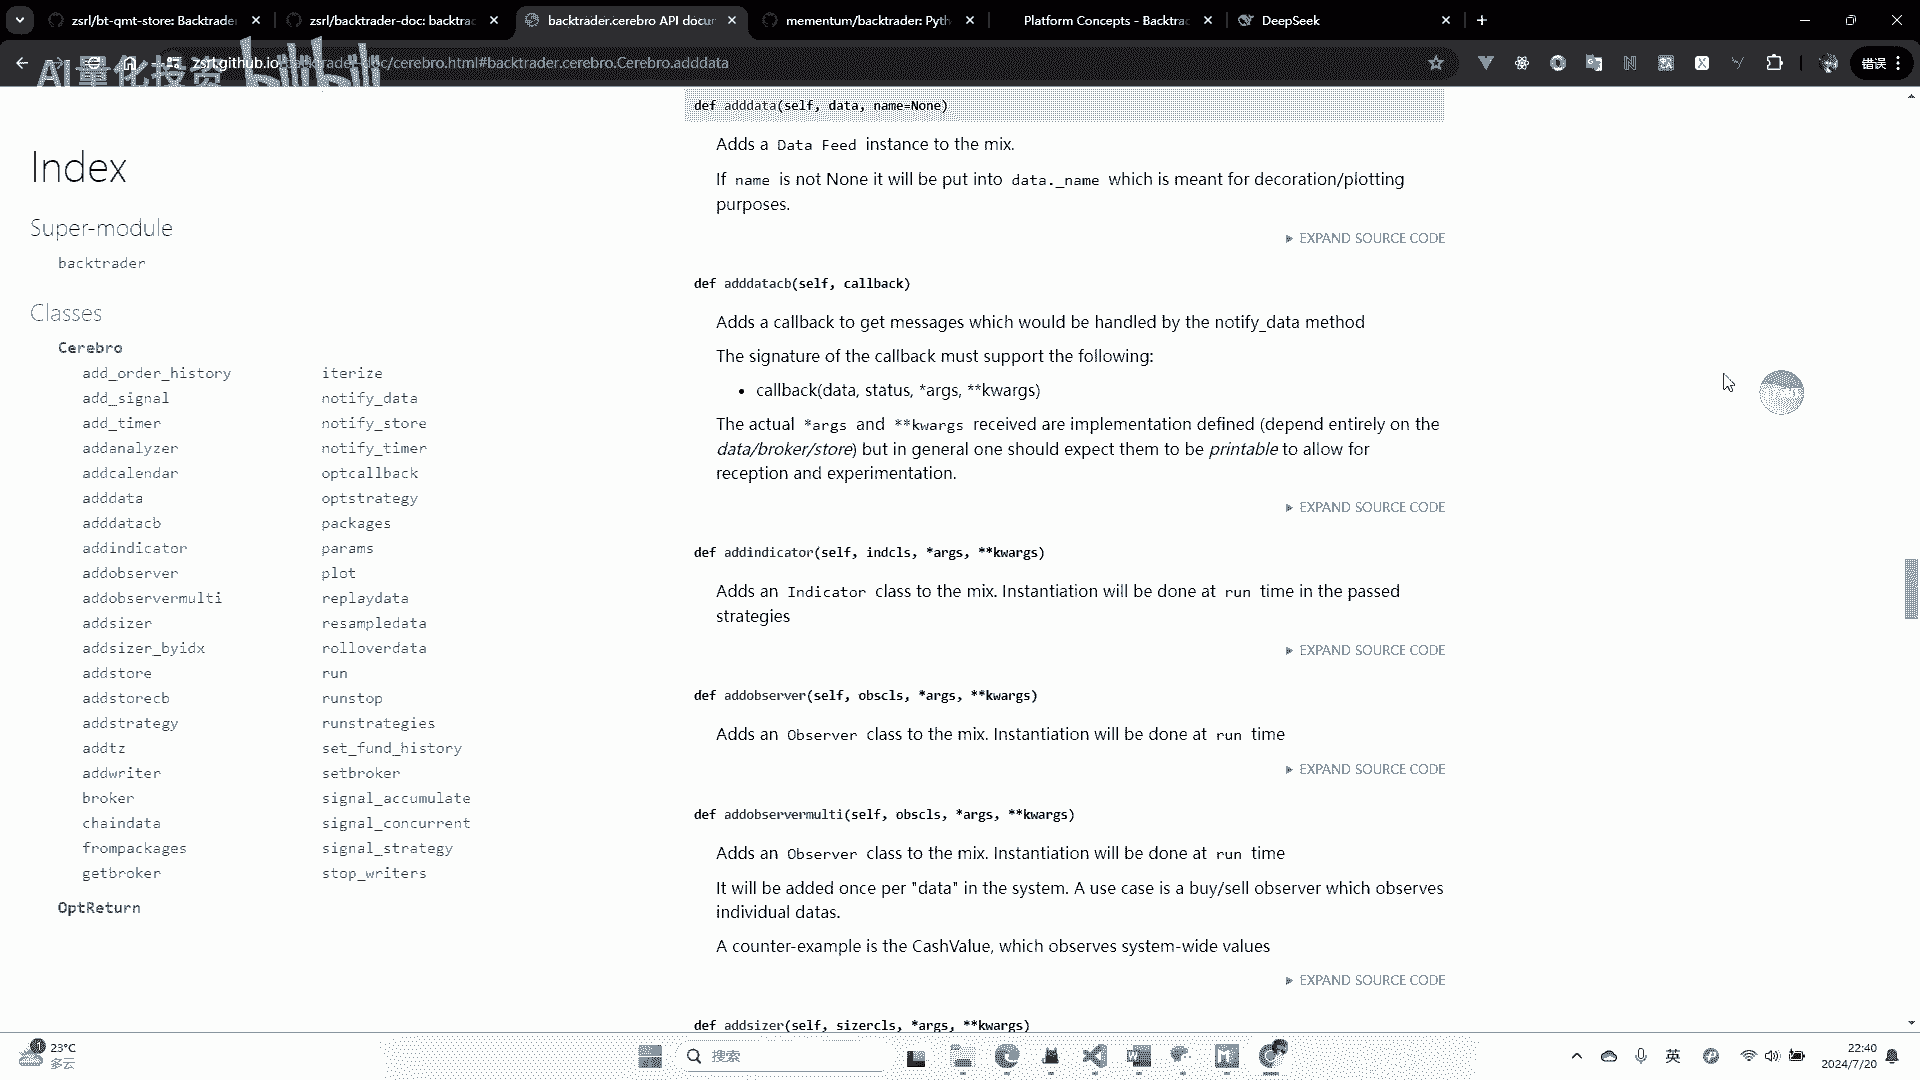 zsrl/bt-qmt-store: Backtrader
zsrl/backtrader-doc: backtrac
backtrader.cerebro API docur
mementum/backtrader: Pyth
Platform Concepts - Backtrac
DeepSeek
AI量化投资 bilibili
zsrl.github.io/backtrader-doc/cerebro.html#backtrader.cerebro.Cerebro.adddata
错误
Index
Super-module
backtrader
Classes
Cerebro
add_order_history
add_signal
add_timer
addanalyzer
addcalendar
adddata
adddatacb
addindicator
addobserver
addobservermulti
addsizer
addsizer_byidx
addstore
addstorecb
addstrategy
addtz
addwriter
broker
chaindata
frompackages
getbroker
iterize
notify_data
notify_store
notify_timer
optcallback
optstrategy
packages
params
plot
replaydata
resampledata
rolloverdata
run
runstop
runstrategies
set_fund_history
setbroker
signal_accumulate
signal_concurrent
signal_strategy
stop_writers
OptReturn
def adddata(self, data, name=None)
Adds a Data Feed instance to the mix.
If name is not None it will be put into data._name which is meant for decoration/plotting
purposes.
EXPAND SOURCE CODE
def adddatacb(self, callback)
Adds a callback to get messages which would be handled by the notify_data method
The signature of the callback must support the following:
• callback(data, status, *args, **kwargs)
The actual *args and **kwargs received are implementation defined (depend entirely on the
data/broker/store) but in general one should expect them to be printable to allow for
reception and experimentation.
EXPAND SOURCE CODE
def addindicator(self, indcls, *args, **kwargs)
Adds an Indicator class to the mix. Instantiation will be done at run time in the passed
strategies
EXPAND SOURCE CODE
def addobserver(self, obscls, *args, **kwargs)
Adds an Observer class to the mix. Instantiation will be done at run time
EXPAND SOURCE CODE
def addobservermulti(self, obscls, *args, **kwargs)
Adds an Observer class to the mix. Instantiation will be done at run time
It will be added once per "data" in the system. A use case is a buy/sell observer which observes
individual datas.
A counter-example is the CashValue, which observes system-wide values
EXPAND SOURCE CODE
def addsizer(self, sizercls, *args, **kwargs)
23°C
多云
搜索
英
22:40
2024/7/20